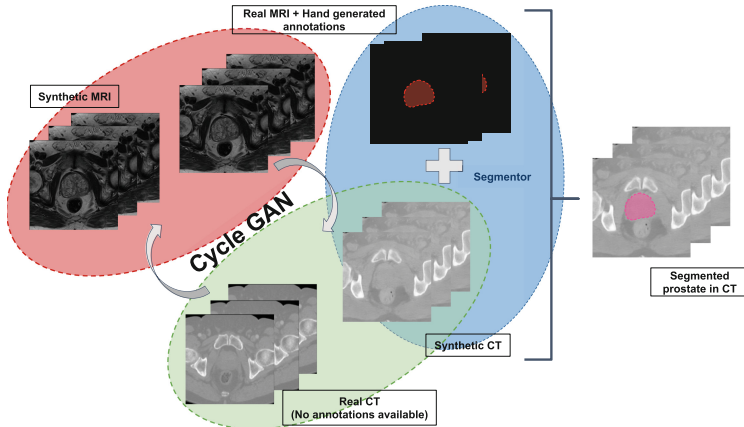 Real MRI + Hand generated
annotations
Synthetic MRI
Segmentor
Cycle GAN
Segmented
prostate in CT
Synthetic CT
Real CT
(No annotations available)